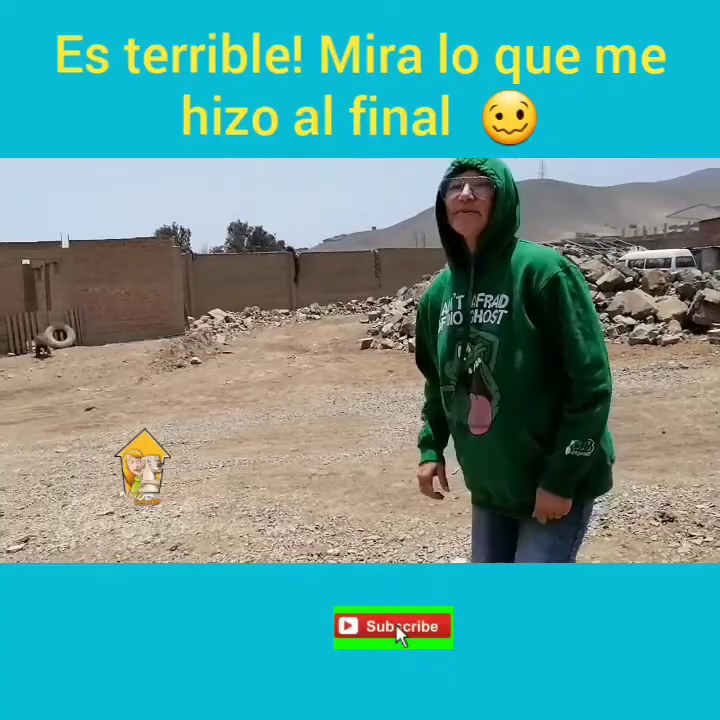 Es terrible! Mira lo que me
hizo al final 🥴
AIN'T AFRAID
OF NO GHOST
Subscribe